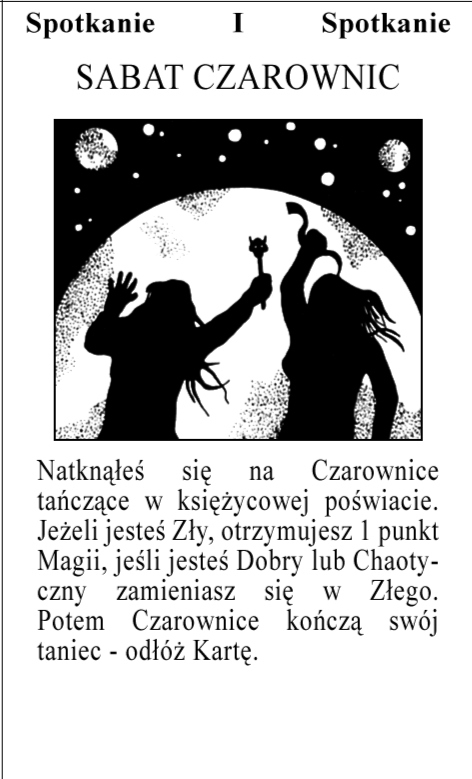 Spotkanie I Spotkanie
SABAT CZAROWNIC
Natknąłeś się na Czarownice
tańczące w księżycowej poświacie.
Jeżeli jesteś Zły, otrzymujesz 1 punkt
Magii, jeśli jesteś Dobry lub Chaoty-
czny zamieniasz się w Złego.
Potem Czarownice kończą swój
taniec - odłóż Kartę.